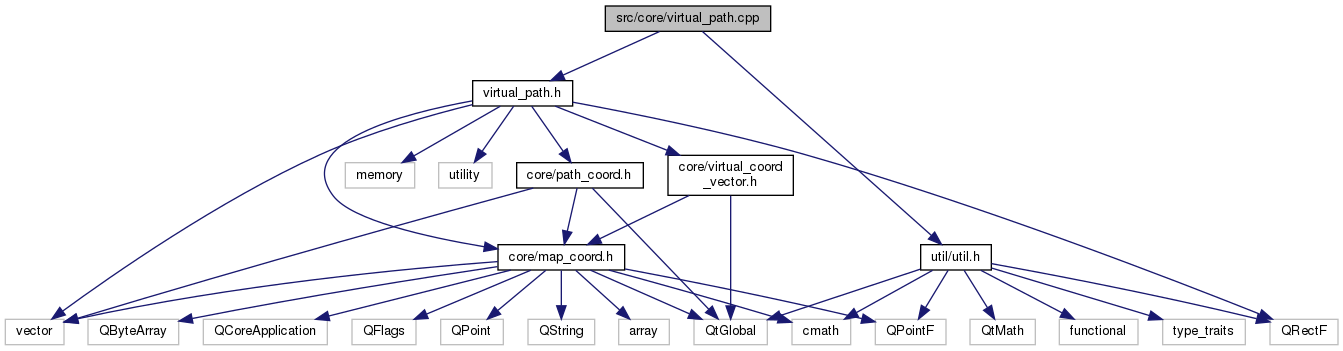 src/core/virtual_path.cpp
virtual_path.h
memory
utility
core/path_coord.h
core/virtual_coord
_vector.h
core/map_coord.h
util/util.h
vector
QByteArray
QCoreApplication
QFlags
QPoint
QString
array
QtGlobal
cmath
QPointF
QtMath
functional
type_traits
QRectF